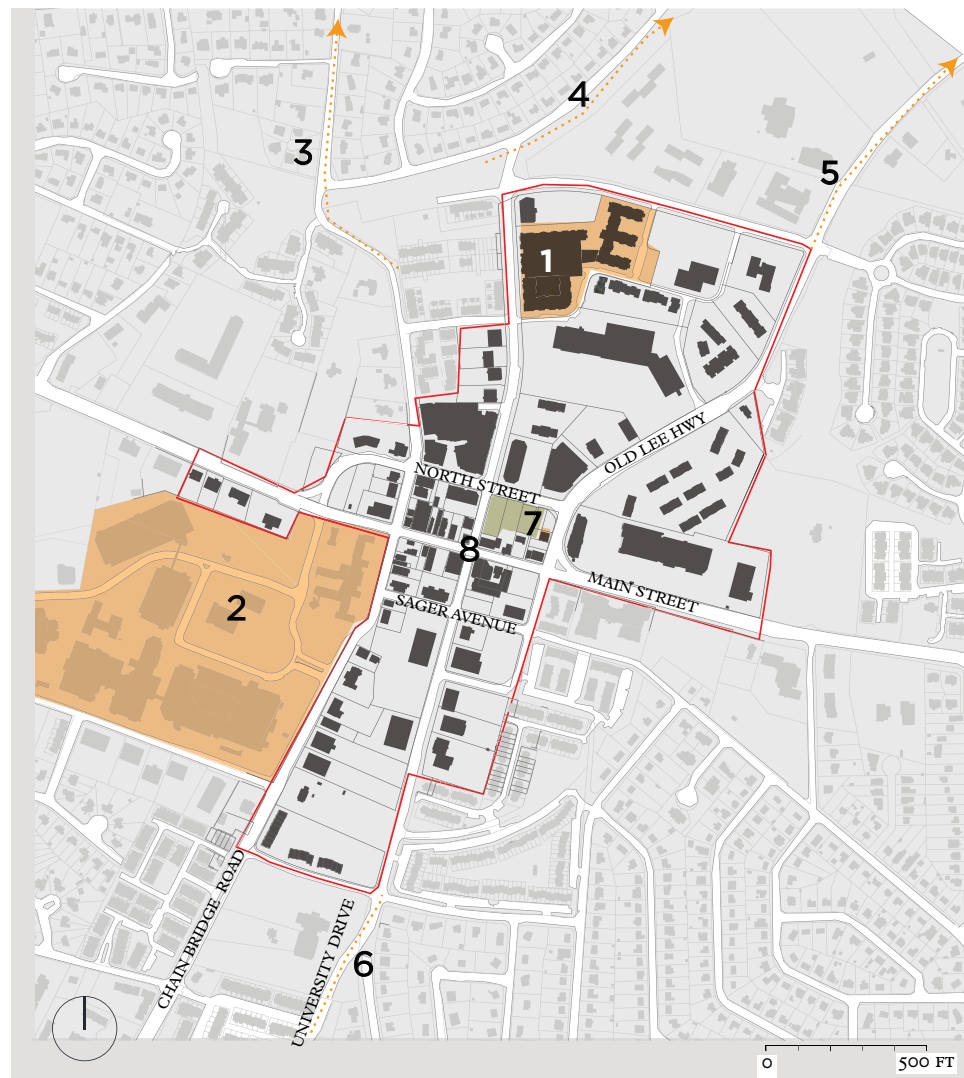 4
3
5
1
OLD LEE HWY
NORTH STREET
7
8
MAIN STREET
SAGER AVENUE
2
CHAIN BRIDGE ROAD
UNIVERSITY DRIVE
6
0 500 FT